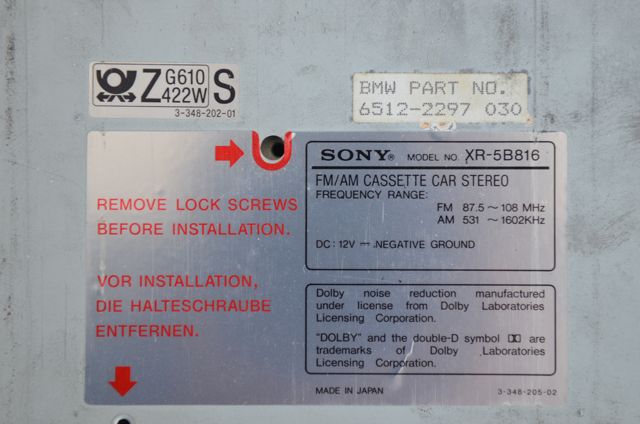 Z G610 422W S
3-348-202-01
BMW PART NO.
6512-2297 030
SONY® MODEL NO. XR-5B816
FM/AM CASSETTE CAR STEREO
FREQUENCY RANGE:
FM 87.5 ~ 108 MHz
AM 531 ~ 1602KHz
DC: 12V ⎓ NEGATIVE GROUND
REMOVE LOCK SCREWS
BEFORE INSTALLATION.
VOR INSTALLATION,
DIE HALTESCHRAUBE
ENTFERNEN.
Dolby noise reduction manufactured
under license from Dolby Laboratories
Licensing Corporation.
"DOLBY" and the double-D symbol DD are
trademarks of Dolby Laboratories
Licensing Corporation.
MADE IN JAPAN
3-348-205-02